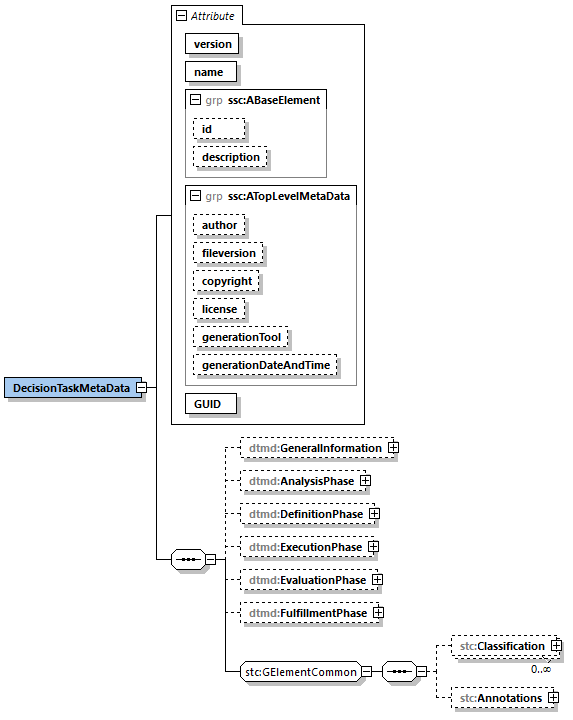 Attribute
version
name
grp ssc:ABaseElement
id
description
grp ssc:ATopLevelMetaData
author
fileversion
copyright
license
generationTool
generationDateAndTime
DecisionTaskMetaData
GUID
dtmd:GeneralInformation
dtmd:AnalysisPhase
dtmd:DefinitionPhase
dtmd:ExecutionPhase
dtmd:EvaluationPhase
dtmd:FulfillmentPhase
stc:GElementCommon
stc:Classification
0..∞
stc:Annotations